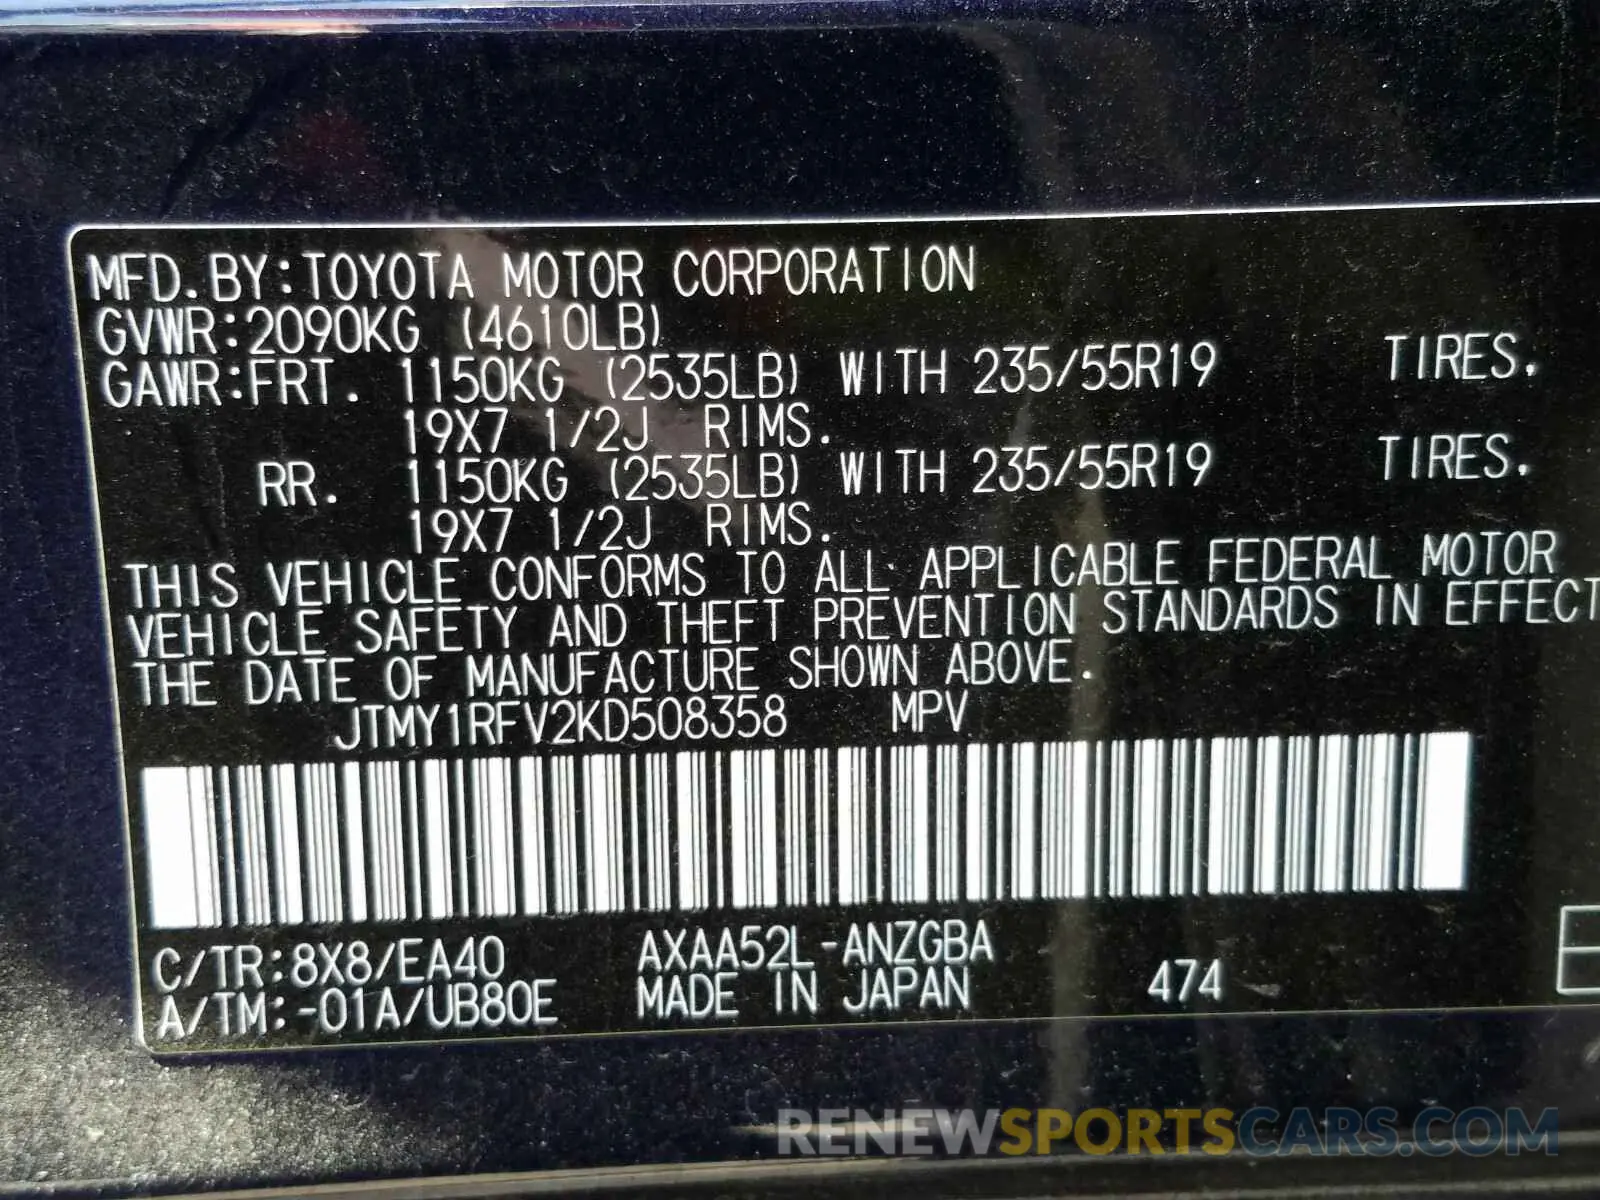 MFD.BY:TOYOTA MOTOR CORPORATION
GVWR:2090KG (4610LB)
GAWR:FRT. 1150KG (2535LB) WITH 235/55R19 TIRES.
19X7 1/2J RIMS.
RR. 1150KG (2535LB) WITH 235/55R19 TIRES.
19X7 1/2J RIMS.
THIS VEHICLE CONFORMS TO ALL APPLICABLE FEDERAL MOTOR
VEHICLE SAFETY AND THEFT PREVENTION STANDARDS IN EFFECT
THE DATE OF MANUFACTURE SHOWN ABOVE.
JTMY1RFV2KD508358 MPV
C/TR:8X8/EA40 AXAA52L-ANZGBA
A/TM:-01A/UB80E MADE IN JAPAN 474
RENEWSPORTSCARS.COM